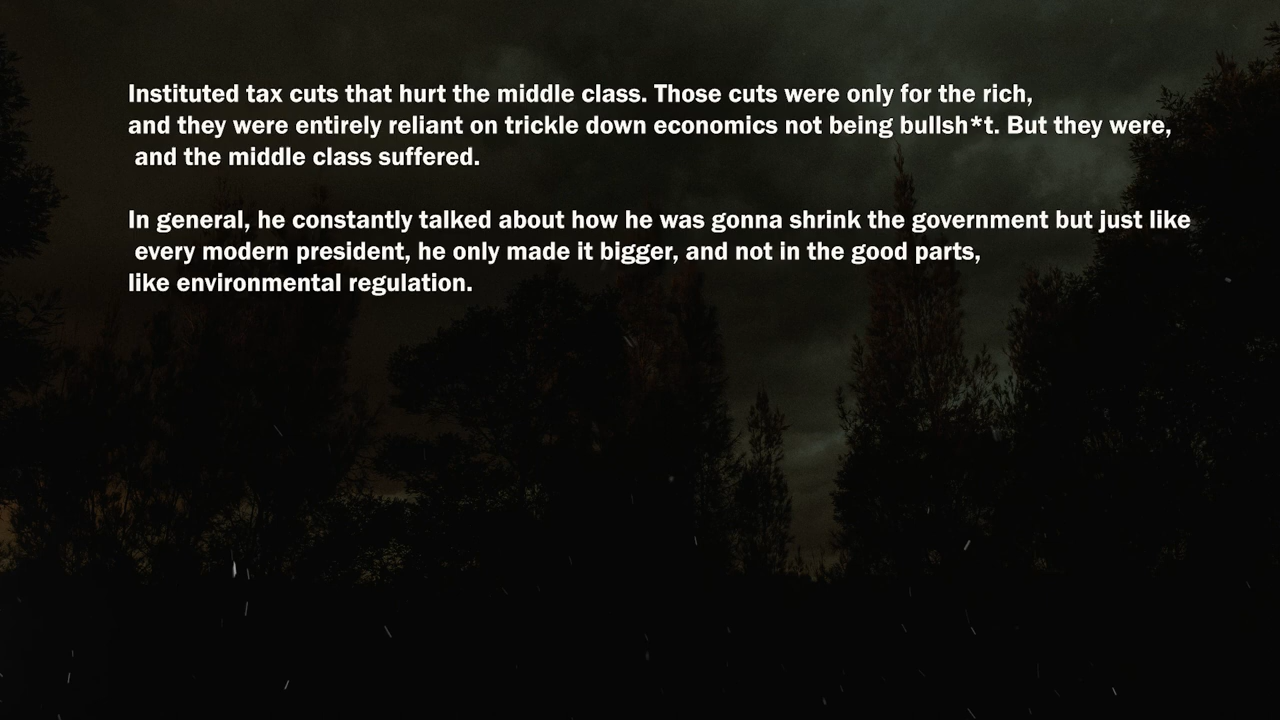 Instituted tax cuts that hurt the middle class. Those cuts were only for the rich,
and they were entirely reliant on trickle down economics not being bullsh*t. But they were,
and the middle class suffered.
In general, he constantly talked about how he was gonna shrink the government but just like
every modern president, he only made it bigger, and not in the good parts,
like environmental regulation.